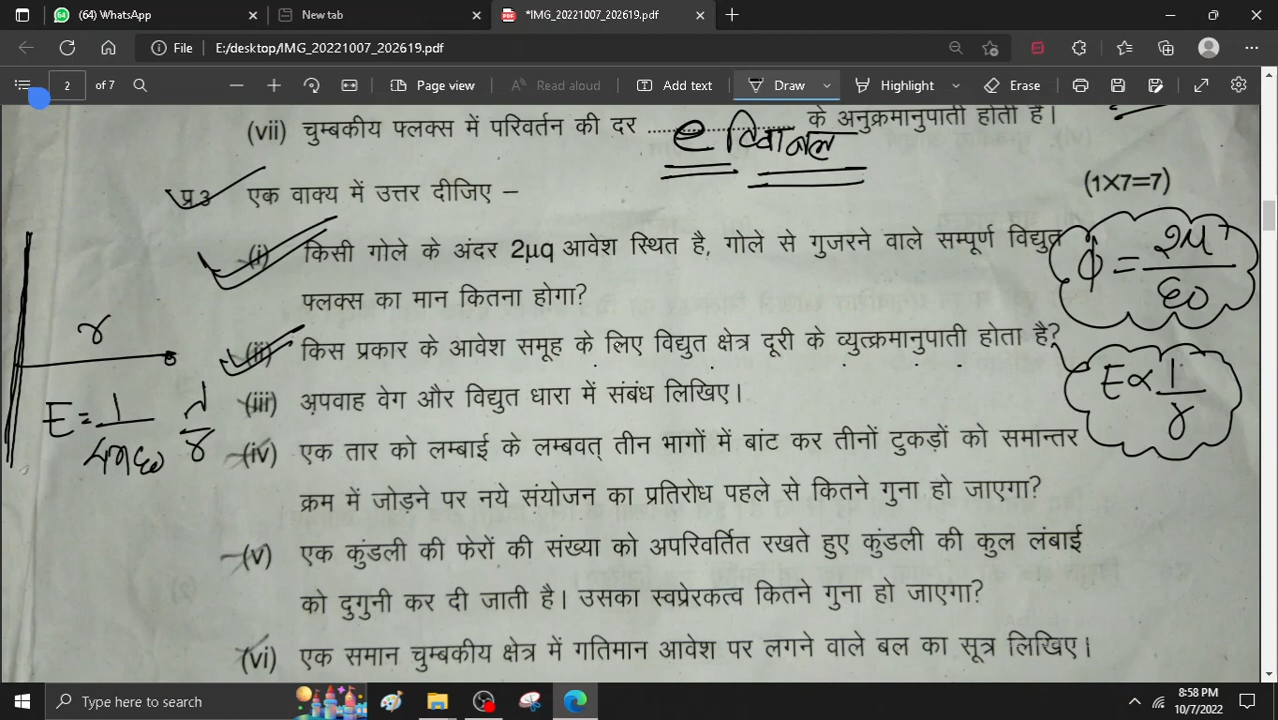 (64) WhatsApp
New tab
*IMG_20221007_202619.pdf
File E:/desktop/IMG_20221007_202619.pdf
2 of 7
Page view
Read aloud
Add text
Draw
Highlight
Erase
(vii) चुम्बकीय फ्लक्स में परिवर्तन की दर .................... के अनुक्रमानुपाती होती है।
e विवा बल
प्र 3 एक वाक्य में उत्तर दीजिए – (1X7=7)
(i) किसी गोले के अंदर 2μq आवेश स्थित है, गोले से गुजरने वाले सम्पूर्ण विद्युत
फ्लक्स का मान कितना होगा?
ϕ = 2μ / ε0
(ii) किस प्रकार के आवेश समूह के लिए विद्युत क्षेत्र दूरी के व्युत्क्रमानुपाती होता है?
E ∝ 1/r
r
E = 1/4πε0 λ/r
(iii) अपवाह वेग और विद्युत धारा में संबंध लिखिए।
(iv) एक तार को लम्बाई के लम्बवत् तीन भागों में बांट कर तीनों टुकड़ों को समान्तर
क्रम में जोड़ने पर नये संयोजन का प्रतिरोध पहले से कितने गुना हो जाएगा?
(v) एक कुंडली की फेरों की संख्या को अपरिवर्तित रखते हुए कुंडली की कुल लंबाई
को दुगुनी कर दी जाती है। उसका स्वप्रेरकत्व कितने गुना हो जाएगा?
(vi) एक समान चुम्बकीय क्षेत्र में गतिमान आवेश पर लगने वाले बल का सूत्र लिखिए।
Type here to search
8:58 PM
10/7/2022